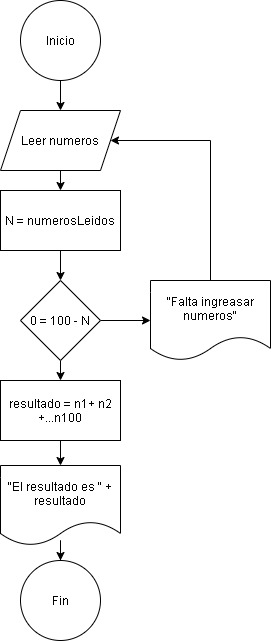 Inicio
Leer numeros
N = numerosLeidos
0 = 100 - N
"Falta ingreasar
numeros"
resultado = n1+ n2
+...n100
"El resultado es " +
resultado
Fin